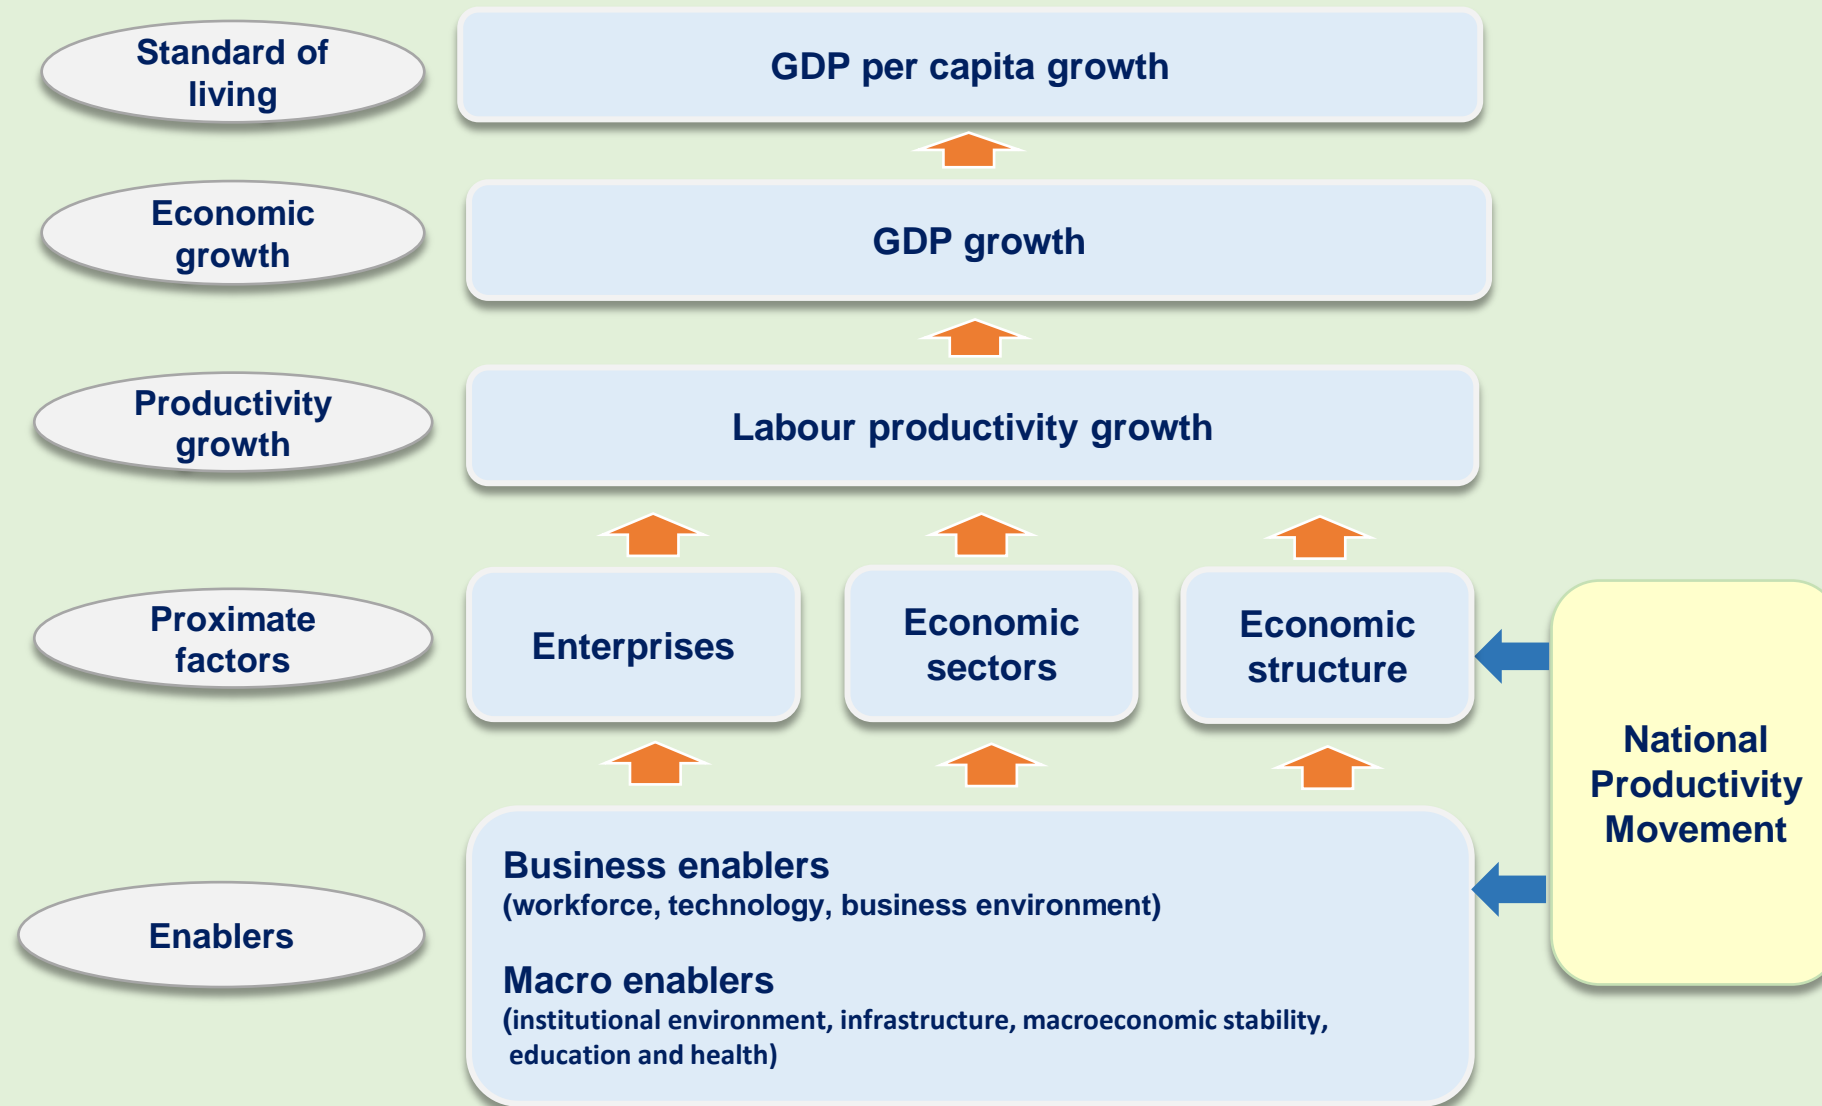 Standard of
living
GDP per capita growth
Economic
growth
GDP growth
Productivity
growth
Labour productivity growth
Proximate
factors
Enterprises
Economic
sectors
Economic
structure
National
Productivity
Movement
Enablers
Business enablers
(workforce, technology, business environment)
Macro enablers
(institutional environment, infrastructure, macroeconomic stability,
education and health)